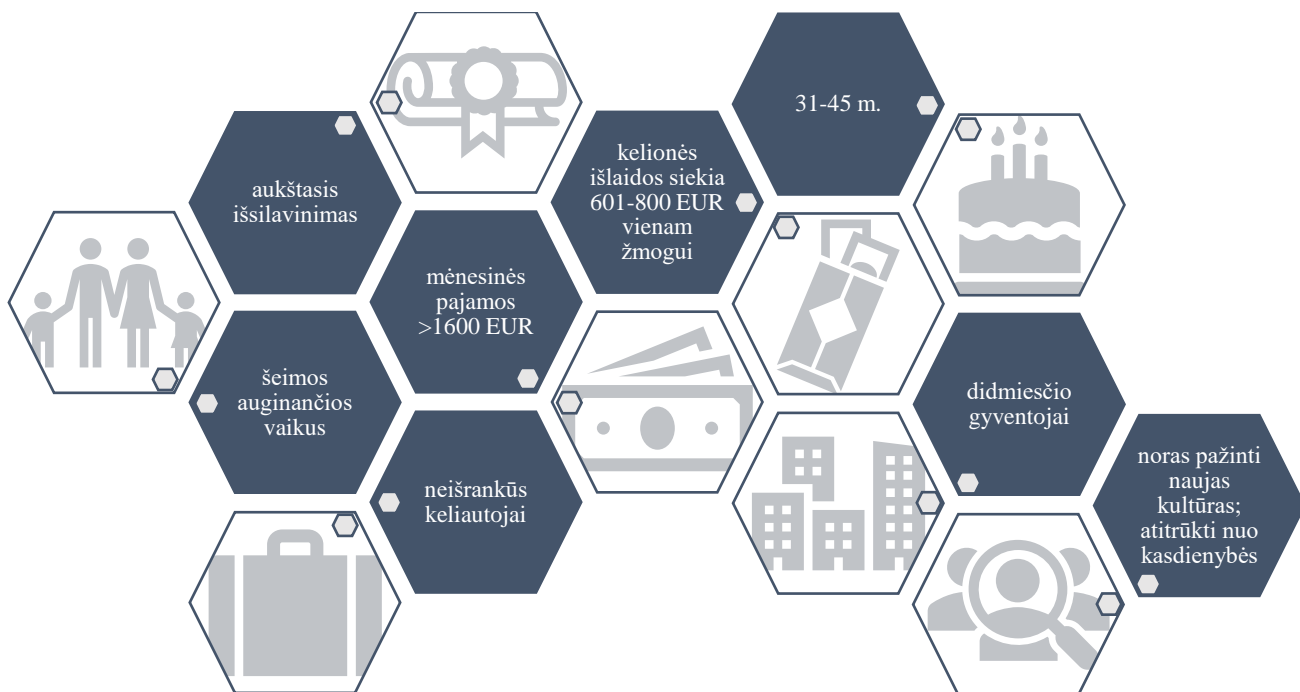 31-45 m.
kelionės
išlaidos siekia
601-800 EUR
vienam
žmogui
aukštasis
išsilavinimas
mėnesinės
pajamos
>1600 EUR
šeimos
auginančios
vaikus
didmiesčio
gyventojai
neišrankūs
keliautojai
noras pažinti
naujas
kultūras;
atitrūkti nuo
kasdienybės